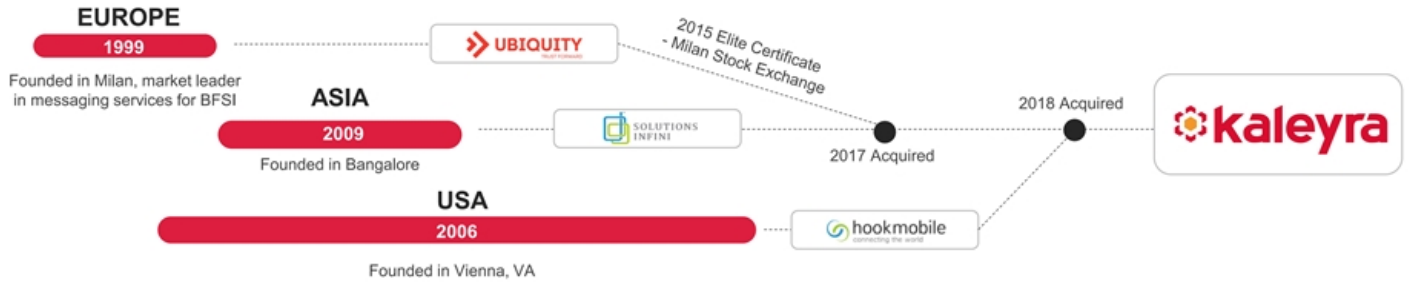 EUROPE
1999
Founded in Milan, market leader
in messaging services for BFSI
UBIQUITY
TRUST FORWARD
2015 Elite Certificate
- Milan Stock Exchange
ASIA
2009
Founded in Bangalore
SOLUTIONS
INFINI
2017 Acquired
2018 Acquired
kaleyra
USA
2006
Founded in Vienna, VA
hookmobile
connecting the world